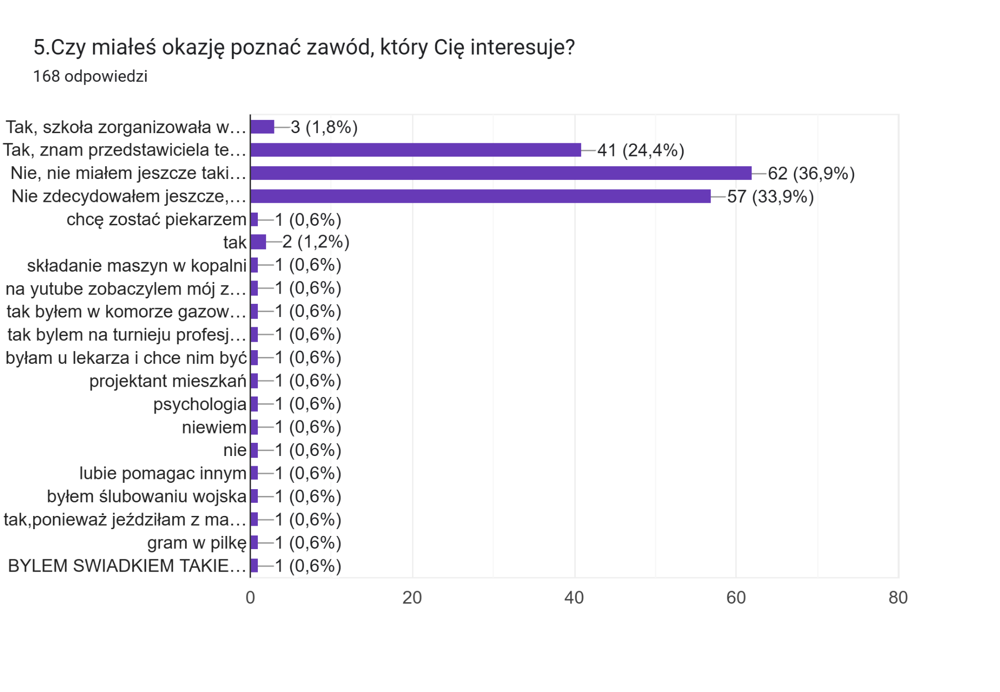 5.Czy miałeś okazję poznać zawód, który Cię interesuje?
168 odpowiedzi
Tak, szkoła zorganizowała w… 3 (1,8%)
Tak, znam przedstawiciela te… 41 (24,4%)
Nie, nie miałem jeszcze taki… 62 (36,9%)
Nie zdecydowałem jeszcze,… 57 (33,9%)
chcę zostać piekarzem 1 (0,6%)
tak 2 (1,2%)
składanie maszyn w kopalni 1 (0,6%)
na yutube zobaczylem mój z… 1 (0,6%)
tak byłem w komorze gazow… 1 (0,6%)
tak bylem na turnieju profesj… 1 (0,6%)
byłam u lekarza i chce nim być 1 (0,6%)
projektant mieszkań 1 (0,6%)
psychologia 1 (0,6%)
niewiem 1 (0,6%)
nie 1 (0,6%)
lubie pomagac innym 1 (0,6%)
byłem ślubowaniu wojska 1 (0,6%)
tak,ponieważ jeździłam z ma… 1 (0,6%)
gram w pilkę 1 (0,6%)
BYLEM SWIADKIEM TAKIE… 1 (0,6%)
0 20 40 60 80